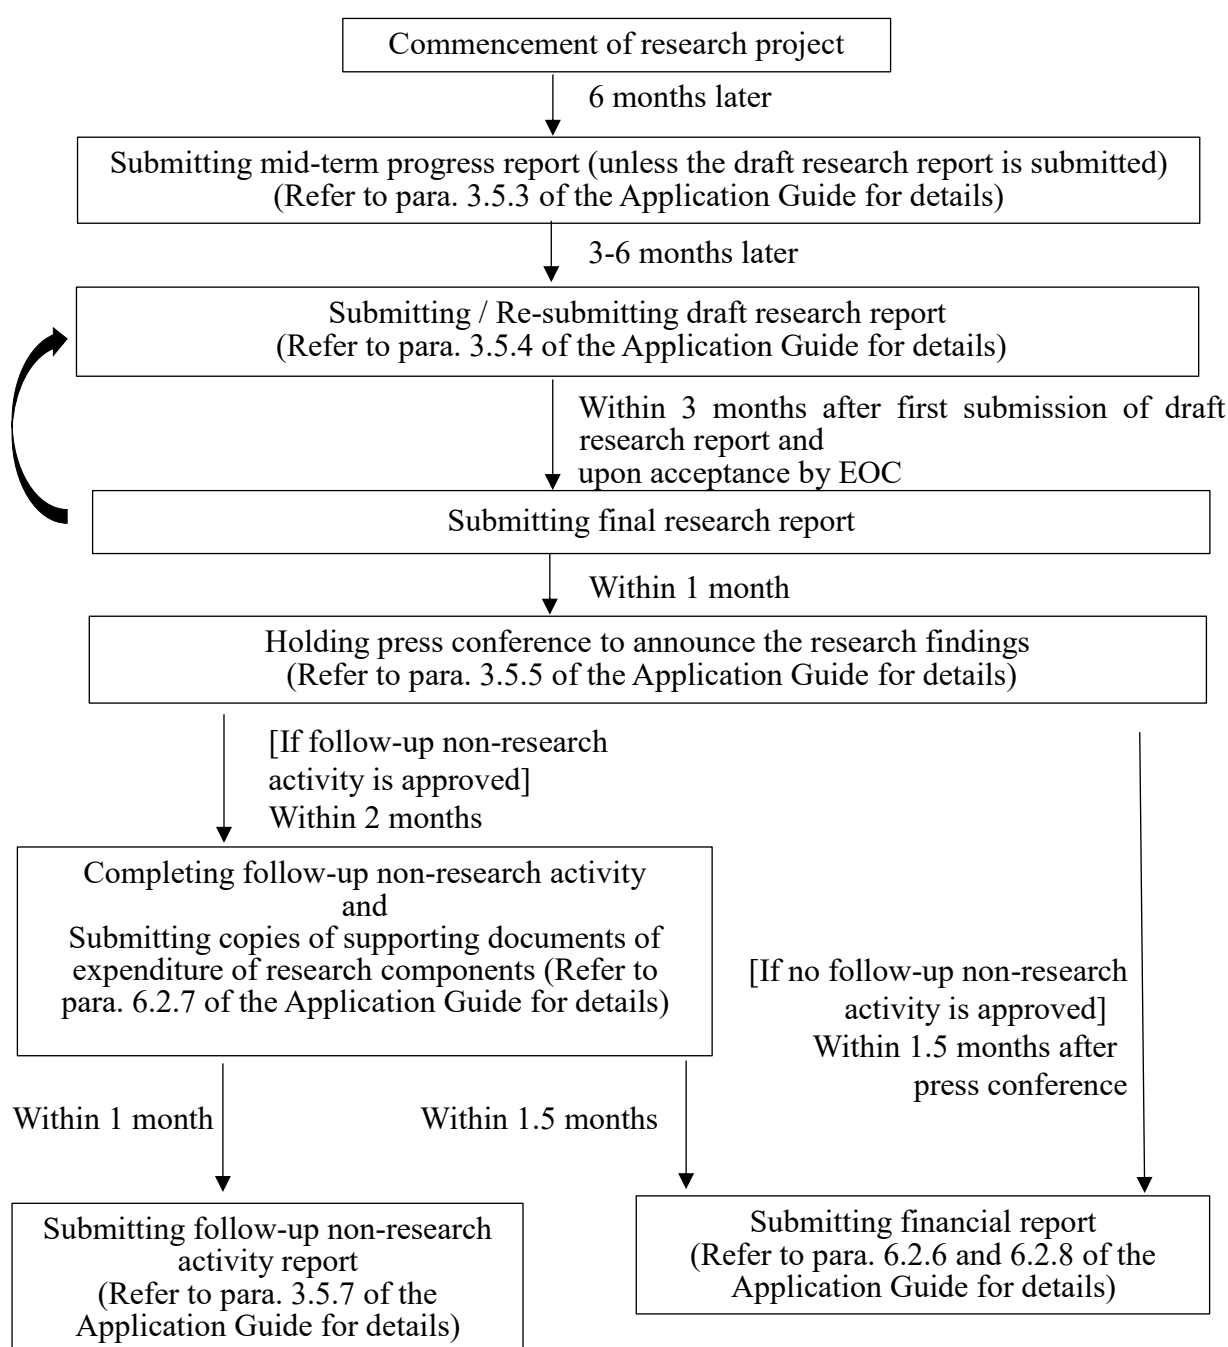 Commencement of research project
6 months later
Submitting mid-term progress report (unless the draft research report is submitted)
(Refer to para. 3.5.3 of the Application Guide for details)
3-6 months later
Submitting / Re-submitting draft research report
(Refer to para. 3.5.4 of the Application Guide for details)
Within 3 months after first submission of draft
research report and
upon acceptance by EOC
Submitting final research report
Within 1 month
Holding press conference to announce the research findings
(Refer to para. 3.5.5 of the Application Guide for details)
[If follow-up non-research
activity is approved]
Within 2 months
Completing follow-up non-research activity
and
Submitting copies of supporting documents of
expenditure of research components (Refer to
para. 6.2.7 of the Application Guide for details)
[If no follow-up non-research
activity is approved]
Within 1.5 months after
press conference
Within 1 month
Within 1.5 months
Submitting follow-up non-research
activity report
(Refer to para. 3.5.7 of the
Application Guide for details)
Submitting financial report
(Refer to para. 6.2.6 and 6.2.8 of the
Application Guide for details)